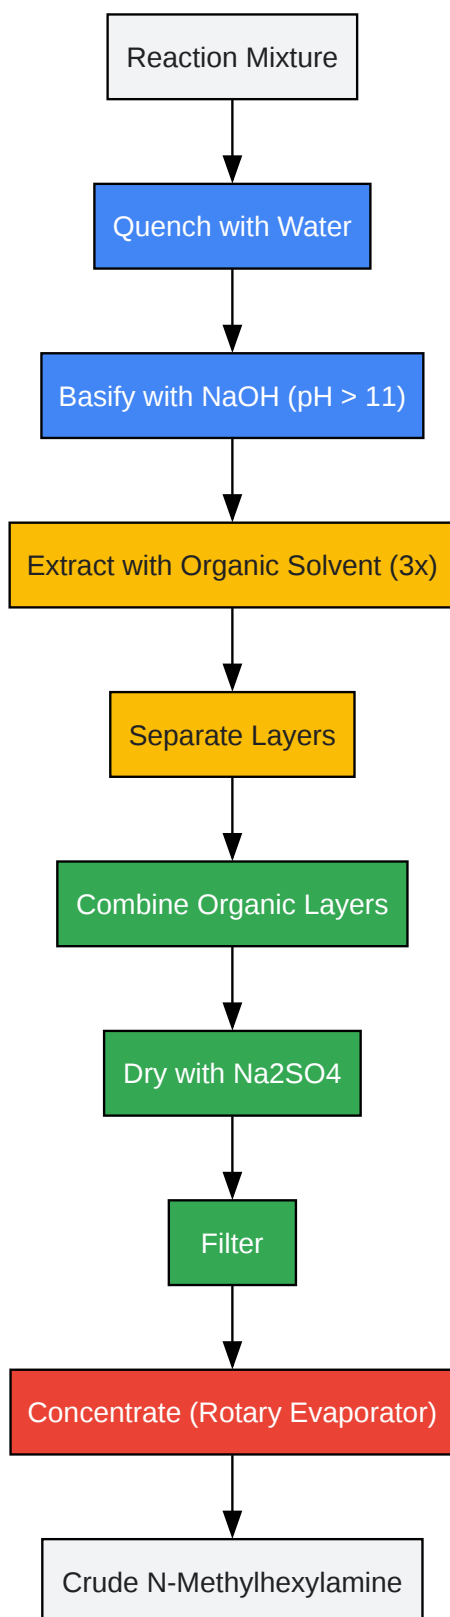 Reaction Mixture
Quench with Water
Basify with NaOH (pH > 11)
Extract with Organic Solvent (3x)
Separate Layers
Combine Organic Layers
Dry with Na2SO4
Filter
Concentrate (Rotary Evaporator)
Crude N-Methylhexylamine